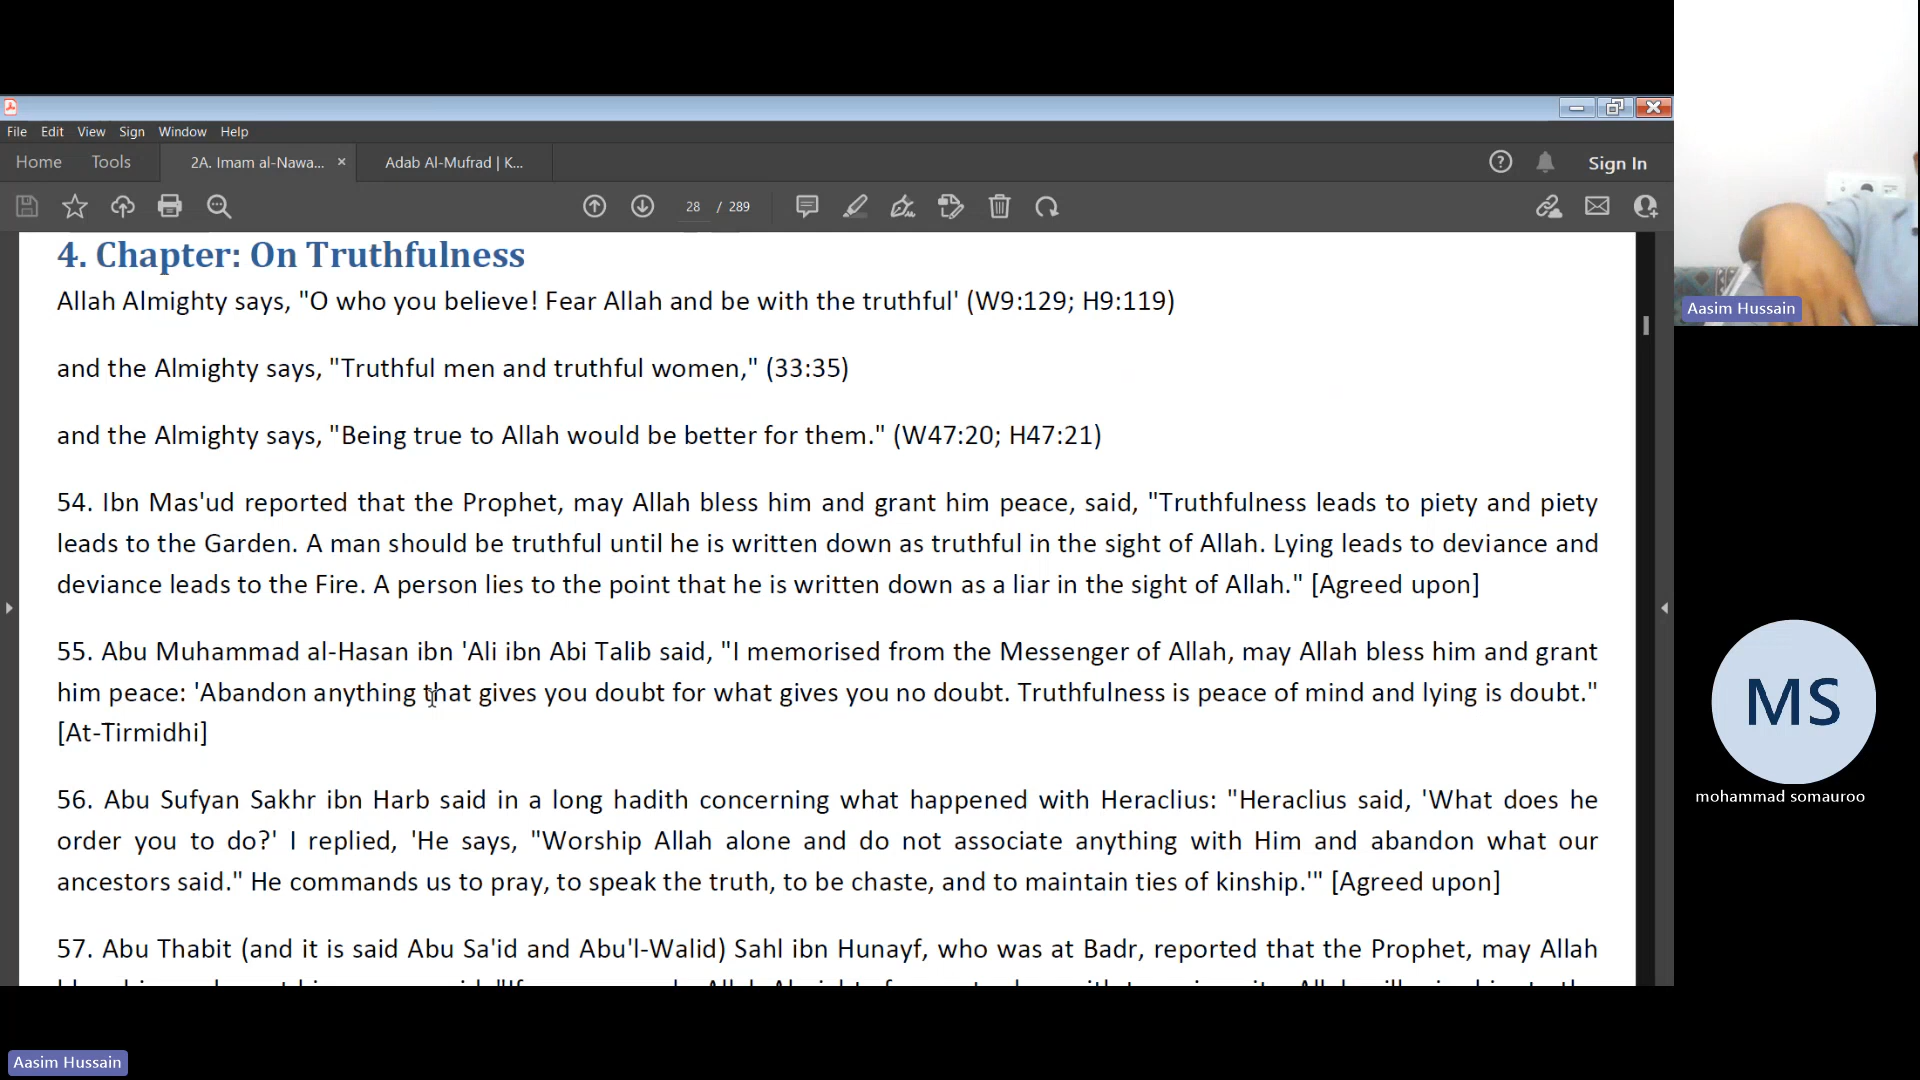 File Edit View Sign Window Help
Home Tools 2A. Imam al-Nawa... × Adab Al-Mufrad | K... Sign In
28 / 289
4. Chapter: On Truthfulness
Allah Almighty says, "O who you believe! Fear Allah and be with the truthful' (W9:129; H9:119)
and the Almighty says, "Truthful men and truthful women," (33:35)
and the Almighty says, "Being true to Allah would be better for them." (W47:20; H47:21)
54. Ibn Mas'ud reported that the Prophet, may Allah bless him and grant him peace, said, "Truthfulness leads to piety and piety
leads to the Garden. A man should be truthful until he is written down as truthful in the sight of Allah. Lying leads to deviance and
deviance leads to the Fire. A person lies to the point that he is written down as a liar in the sight of Allah." [Agreed upon]
55. Abu Muhammad al-Hasan ibn 'Ali ibn Abi Talib said, "I memorised from the Messenger of Allah, may Allah bless him and grant
him peace: 'Abandon anything that gives you doubt for what gives you no doubt. Truthfulness is peace of mind and lying is doubt."
[At-Tirmidhi]
56. Abu Sufyan Sakhr ibn Harb said in a long hadith concerning what happened with Heraclius: "Heraclius said, 'What does he
order you to do?' I replied, 'He says, "Worship Allah alone and do not associate anything with Him and abandon what our
ancestors said." He commands us to pray, to speak the truth, to be chaste, and to maintain ties of kinship.'" [Agreed upon]
57. Abu Thabit (and it is said Abu Sa'id and Abu'l-Walid) Sahl ibn Hunayf, who was at Badr, reported that the Prophet, may Allah
Aasim Hussain
MS
mohammad somauroo
Aasim Hussain